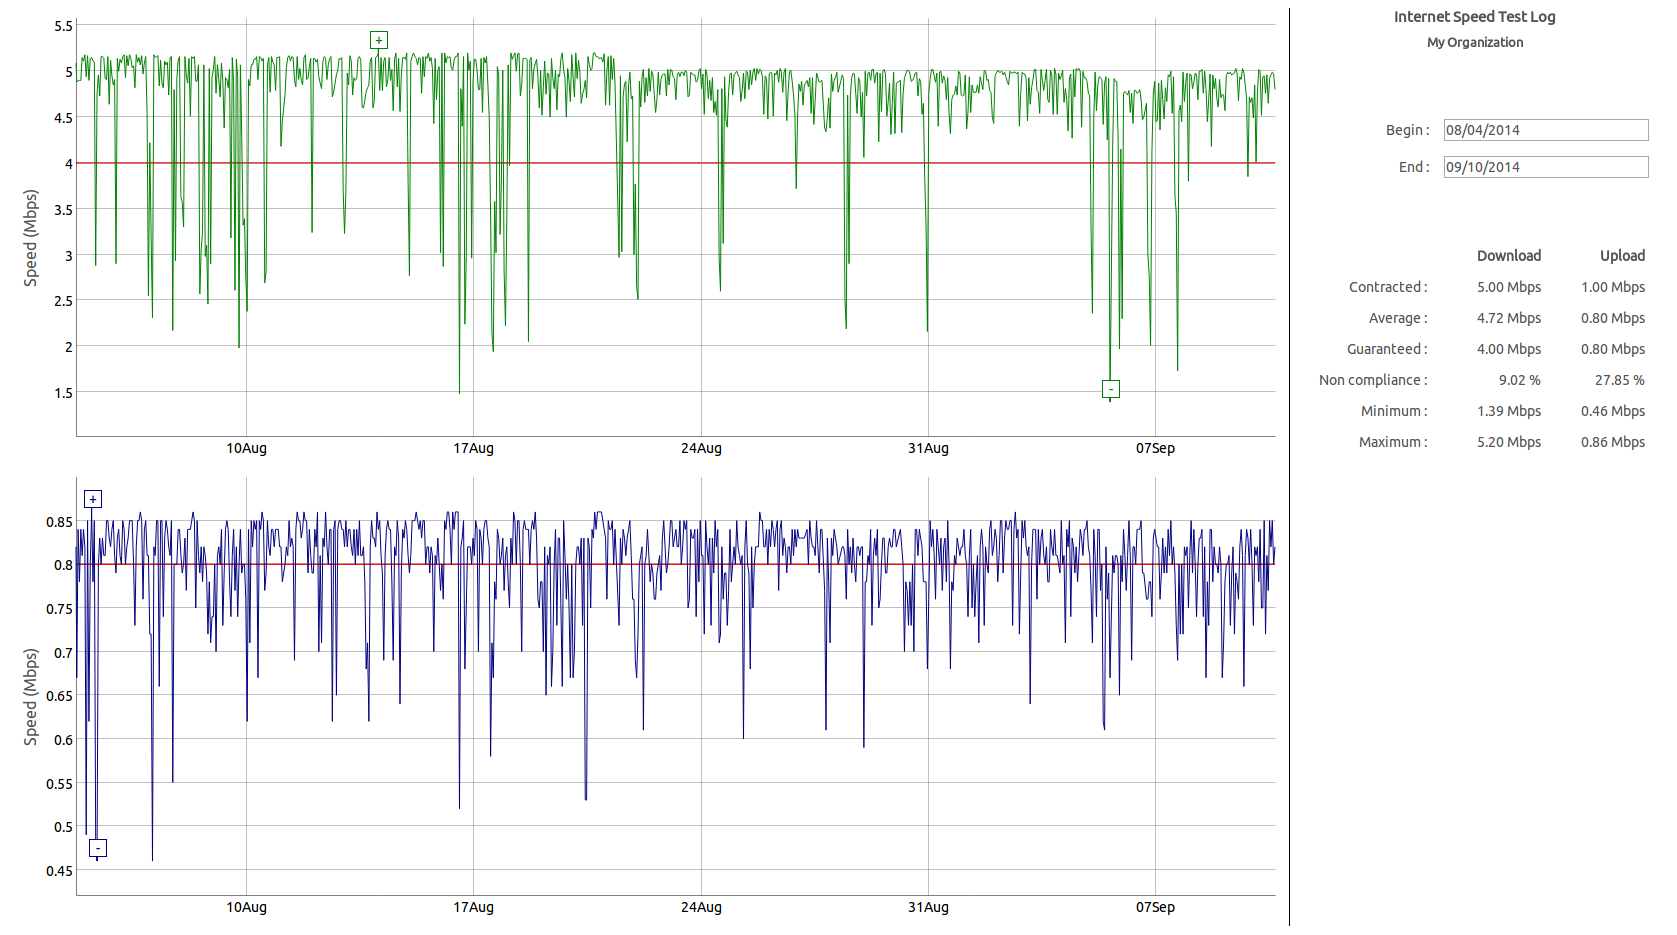 5.5
+
5
4.5
4
3.5
3
2.5
2
1.5
-
Speed (Mbps)
10Aug 17Aug 24Aug 31Aug 07Sep
+
0.85
0.8
0.75
0.7
0.65
0.6
0.55
0.5
-
0.45
Speed (Mbps)
10Aug 17Aug 24Aug 31Aug 07Sep
Internet Speed Test Log
My Organization
Begin : 08/04/2014
End : 09/10/2014
Download Upload
Contracted : 5.00 Mbps 1.00 Mbps
Average : 4.72 Mbps 0.80 Mbps
Guaranteed : 4.00 Mbps 0.80 Mbps
Non compliance : 9.02 % 27.85 %
Minimum : 1.39 Mbps 0.46 Mbps
Maximum : 5.20 Mbps 0.86 Mbps